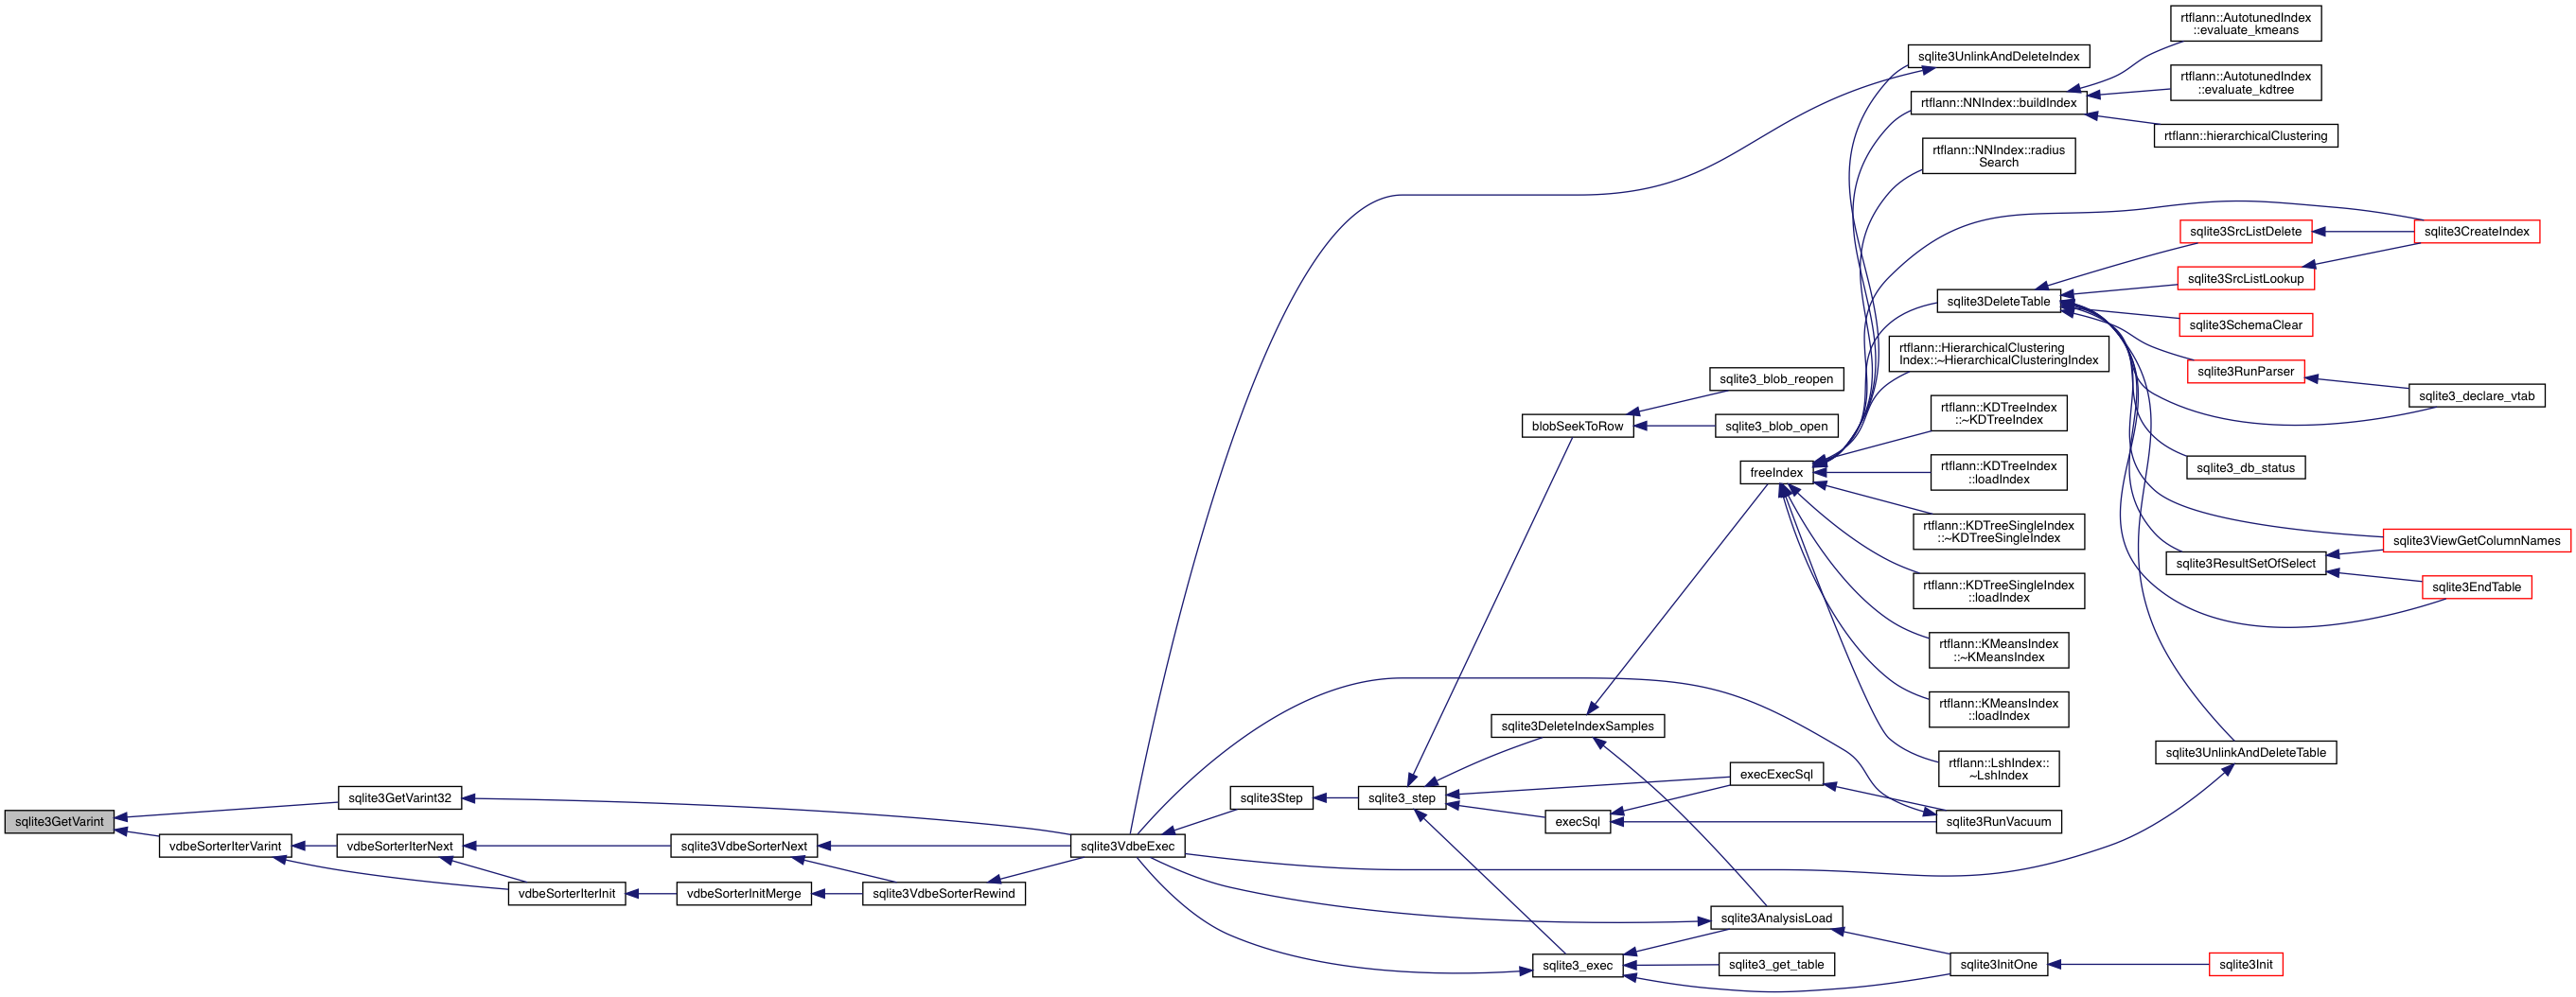 sqlite3GetVarint
sqlite3GetVarint32
vdbeSorterIterVarint
vdbeSorterIterNext
vdbeSorterIterInit
sqlite3VdbeSorterNext
vdbeSorterInitMerge
sqlite3VdbeSorterRewind
sqlite3VdbeExec
sqlite3Step
sqlite3_step
blobSeekToRow
sqlite3_blob_reopen
sqlite3_blob_open
sqlite3DeleteIndexSamples
execExecSql
execSql
sqlite3_exec
sqlite3AnalysisLoad
sqlite3_get_table
freeIndex
sqlite3UnlinkAndDeleteIndex
rtflann::NNIndex::buildIndex
rtflann::NNIndex::radius
Search
sqlite3DeleteTable
rtflann::HierarchicalClustering
Index::~HierarchicalClusteringIndex
rtflann::KDTreeIndex
::~KDTreeIndex
rtflann::KDTreeIndex
::loadIndex
rtflann::KDTreeSingleIndex
::~KDTreeSingleIndex
rtflann::KDTreeSingleIndex
::loadIndex
rtflann::KMeansIndex
::~KMeansIndex
rtflann::KMeansIndex
::loadIndex
rtflann::LshIndex::
~LshIndex
sqlite3RunVacuum
sqlite3InitOne
rtflann::AutotunedIndex
::evaluate_kmeans
rtflann::AutotunedIndex
::evaluate_kdtree
rtflann::hierarchicalClustering
sqlite3SrcListDelete
sqlite3CreateIndex
sqlite3SrcListLookup
sqlite3SchemaClear
sqlite3RunParser
sqlite3_declare_vtab
sqlite3_db_status
sqlite3ViewGetColumnNames
sqlite3ResultSetOfSelect
sqlite3EndTable
sqlite3UnlinkAndDeleteTable
sqlite3Init